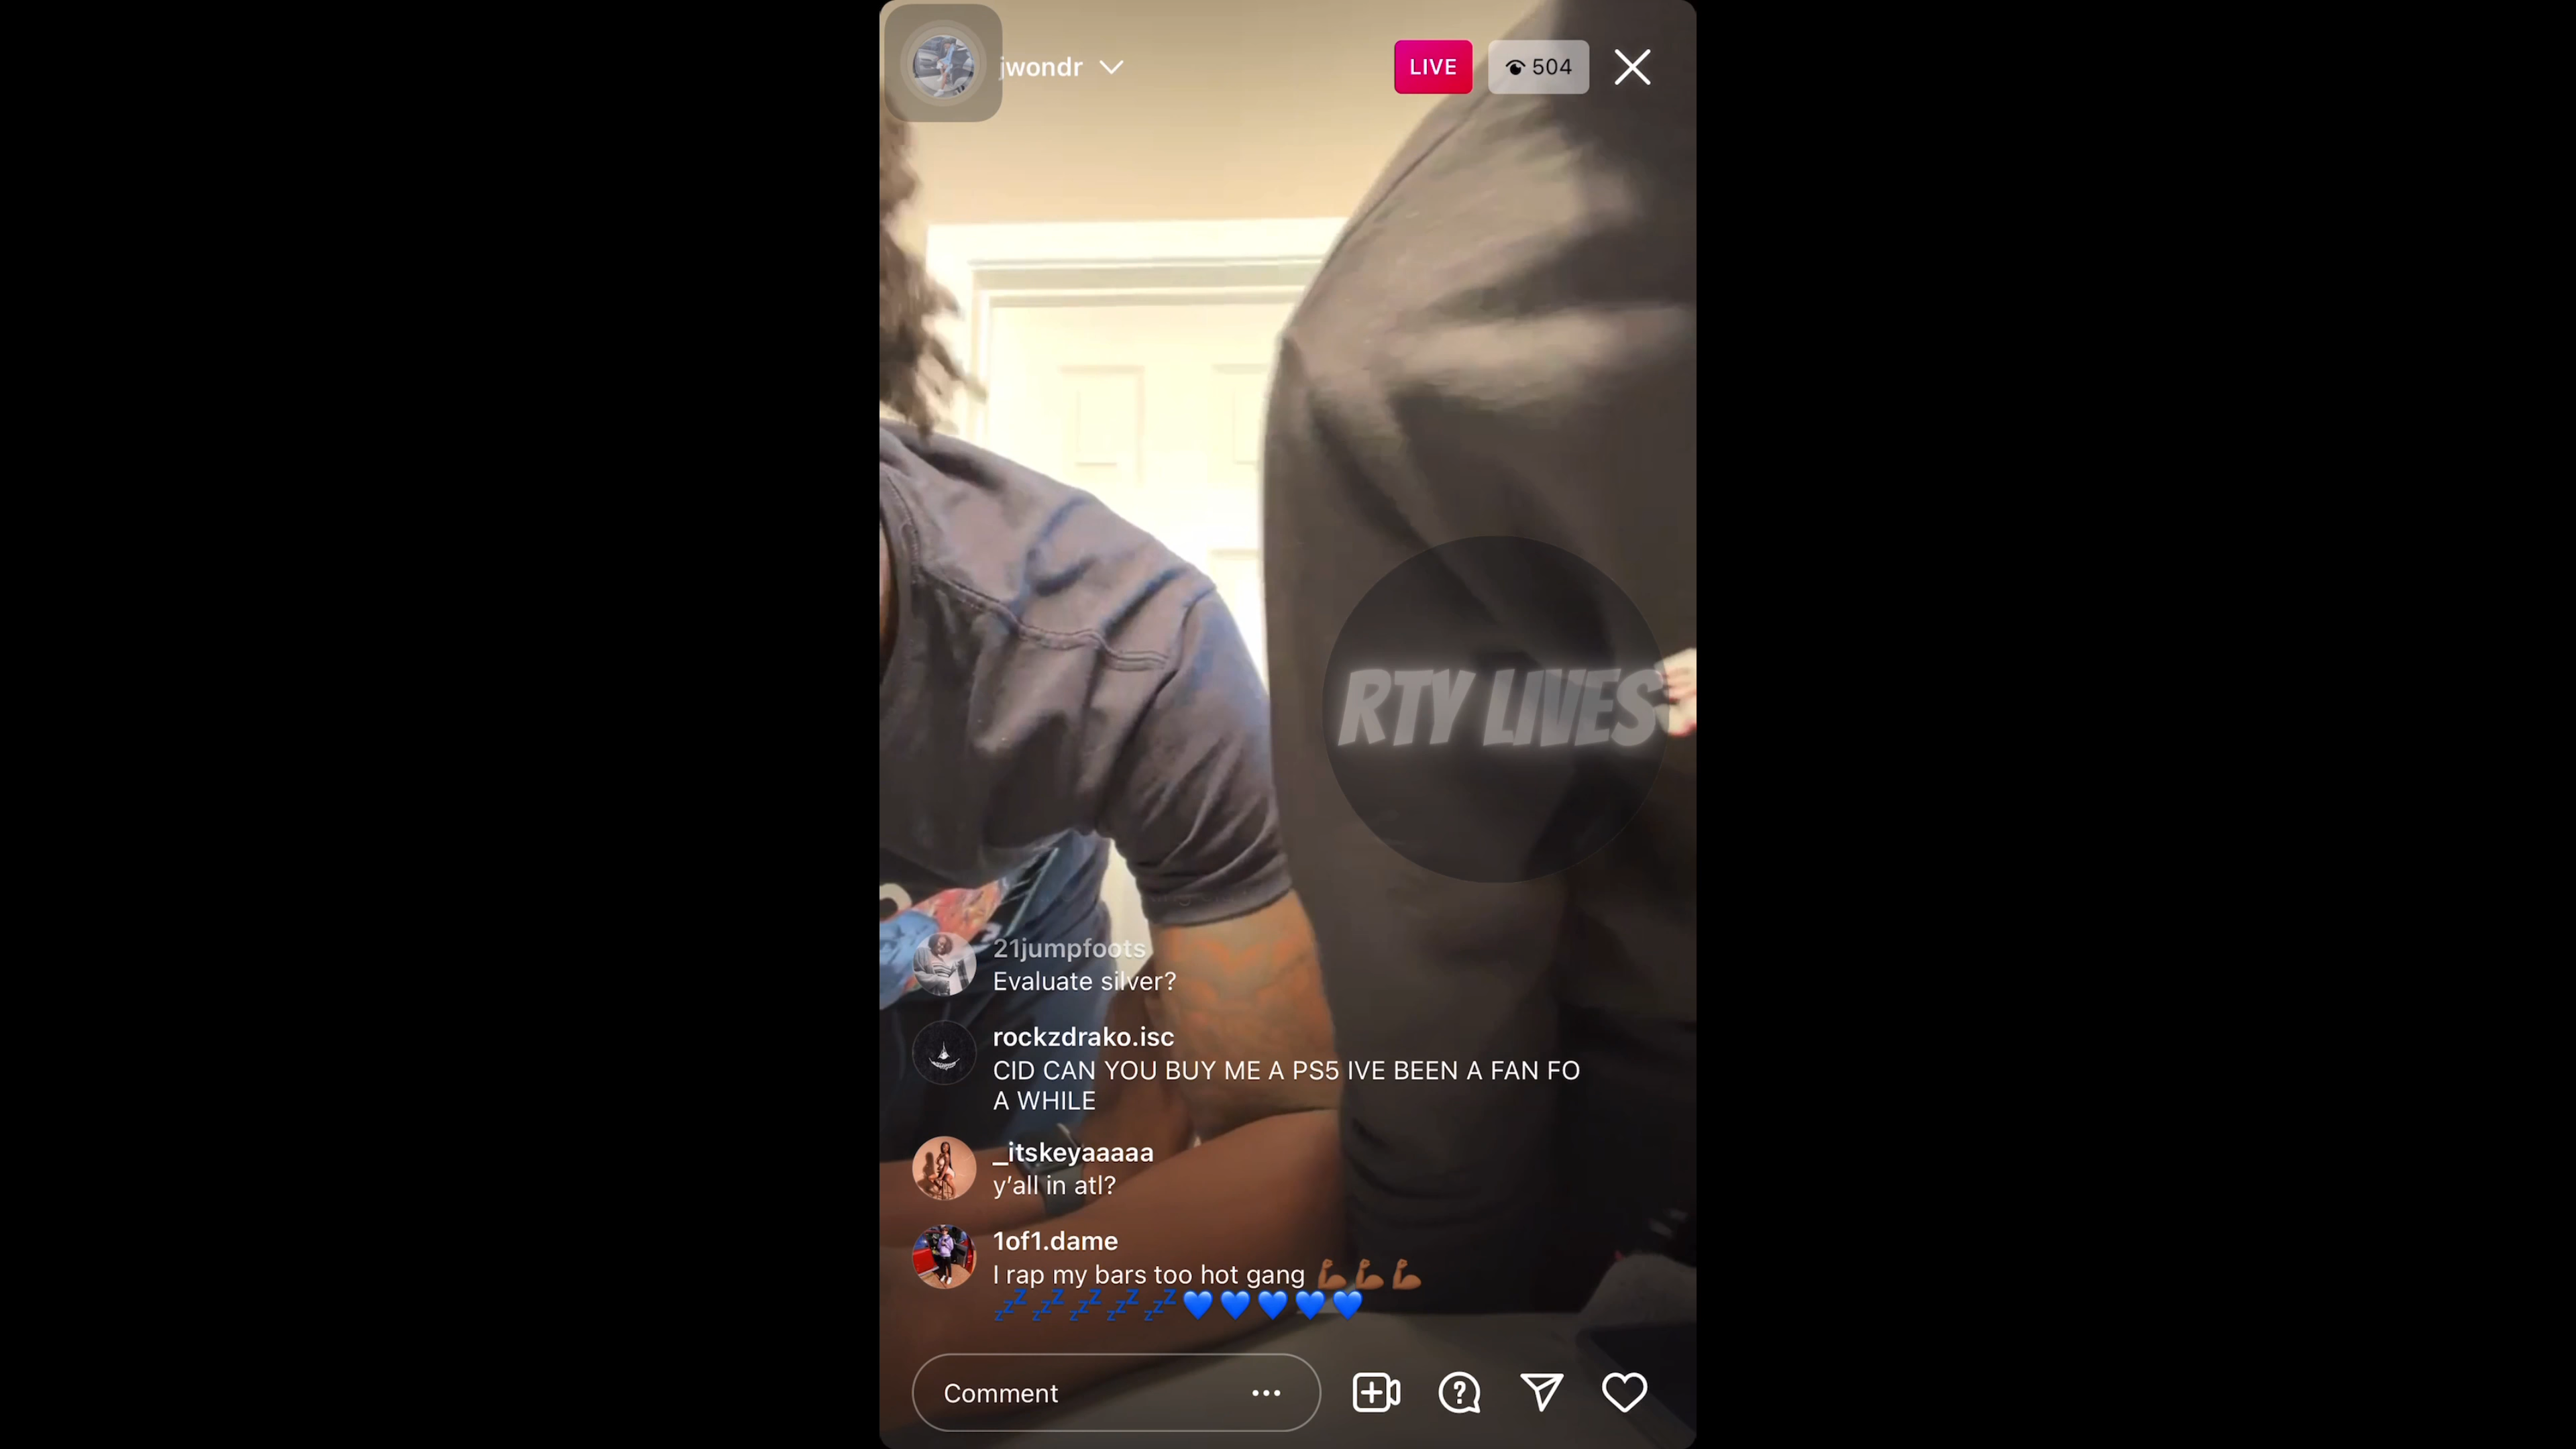 jwondr
LIVE
504
RTY LIVES
21jumpfoots
Evaluate silver?
rockzdrako.isc
CID CAN YOU BUY ME A PS5 IVE BEEN A FAN FO
A WHILE
_itskeyaaaaa
y'all in atl?
1of1.dame
I rap my bars too hot gang 💪🏾💪🏾💪🏾
💤💤💤💤💤💙💙💙💙💙
Comment